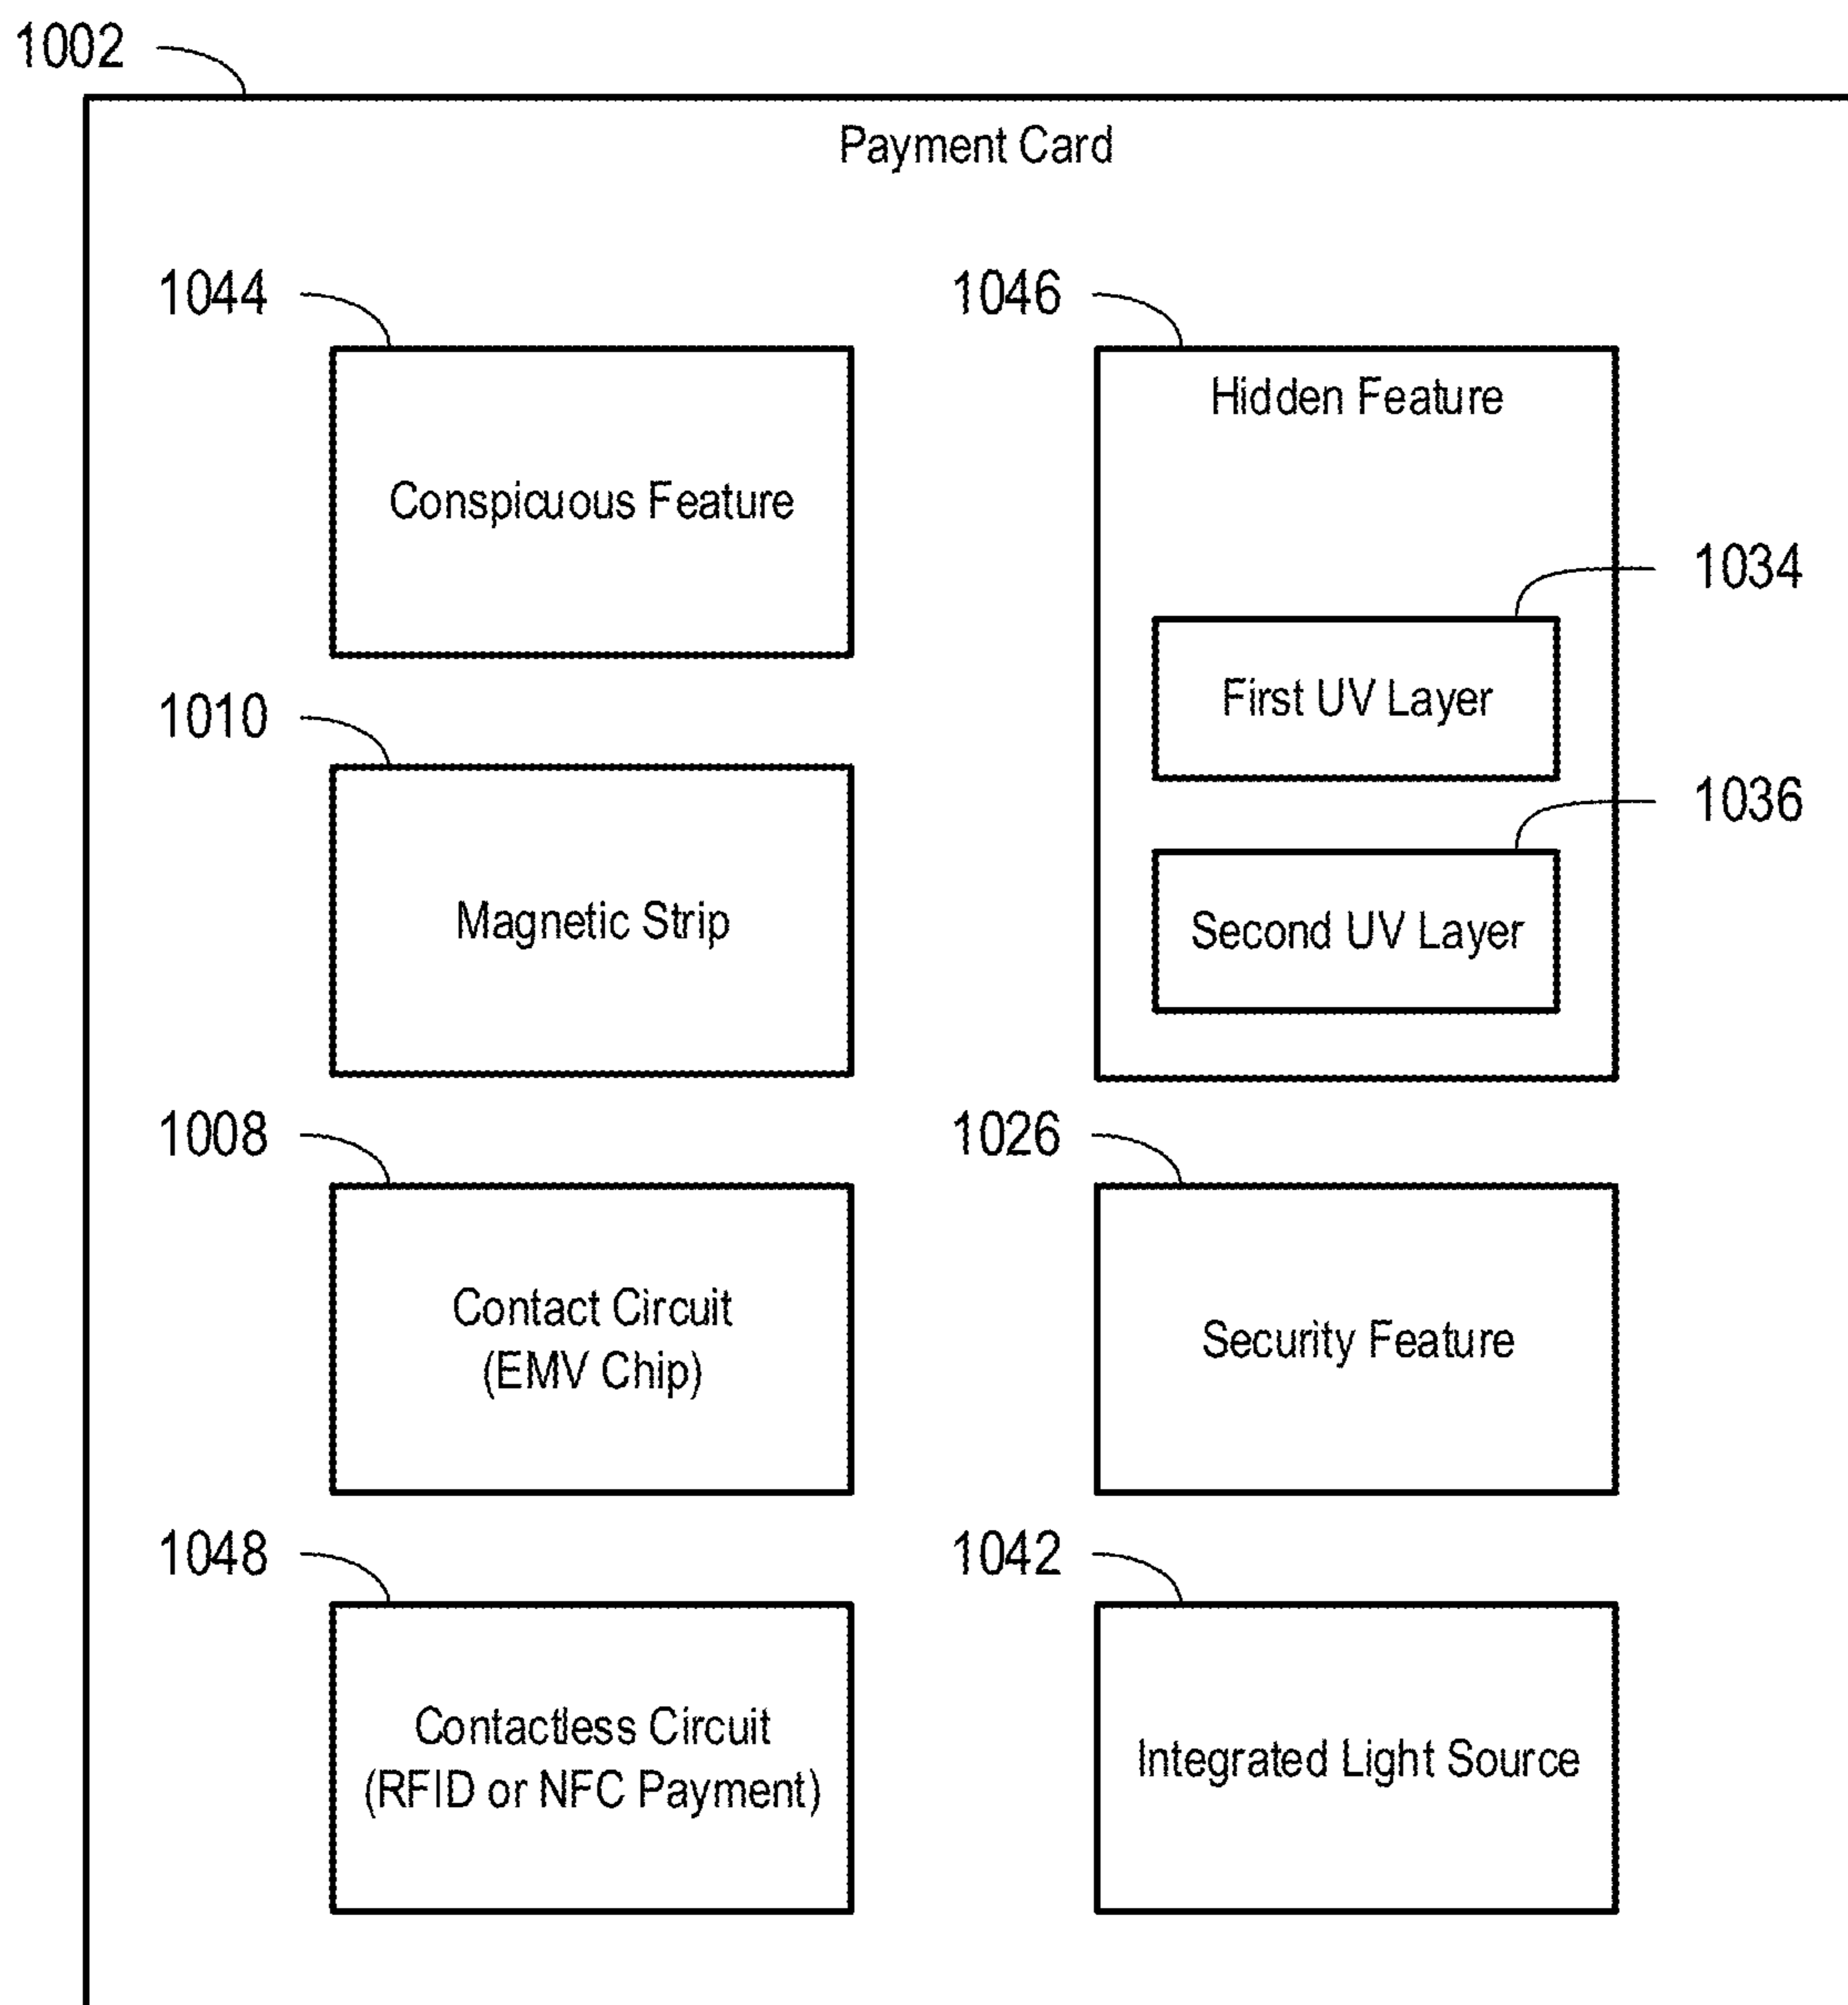 1002
Payment Card
1044
Conspicuous Feature
1046
Hidden Feature
1034
First UV Layer
1036
Second UV Layer
1010
Magnetic Strip
1008
Contact Circuit
(EMV Chip)
1026
Security Feature
1048
Contactless Circuit
(RFID or NFC Payment)
1042
Integrated Light Source